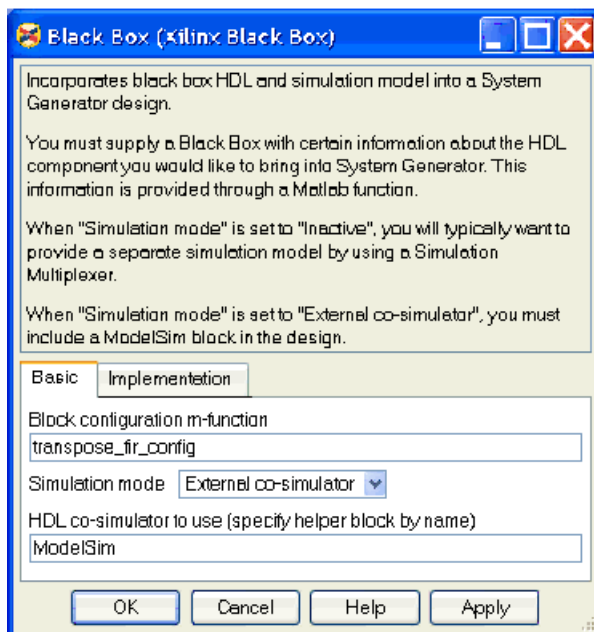 Black Box (Xilinx Black Box)
Incorporates black box HDL and simulation model into a System
Generator design.
You must supply a Black Box with certain information about the HDL
component you would like to bring into System Generator. This
information is provided through a Matlab function.
When "Simulation mode" is set to "Inactive", you will typically want to
provide a separate simulation model by using a Simulation
Multiplexer.
When "Simulation mode" is set to "External co-simulator", you must
include a ModelSim block in the design.
Basic Implementation
Block configuration m-function
transpose_fir_config
Simulation mode External co-simulator
HDL co-simulator to use (specify helper block by name)
ModelSim
OK Cancel Help Apply